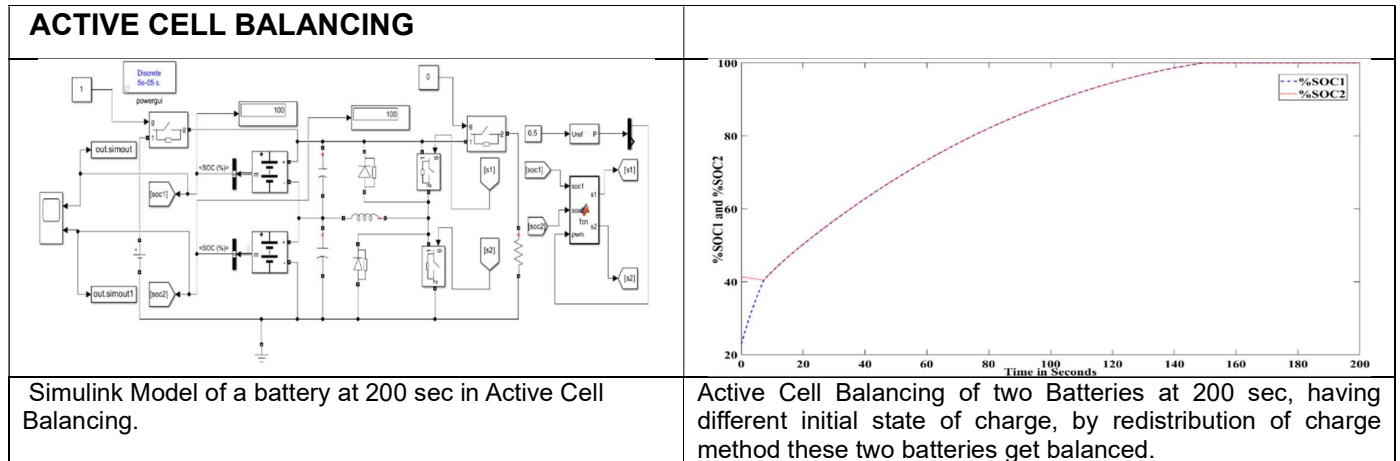 ACTIVE CELL BALANCING
Discrete
5e-05 s.
powergui
1
0
100
100
g
1
2
g
1
2
0.5
Uref
P
out.simout
<SOC (%)>
m
[soc1]
[s1]
[soc1]
[s1]
soc1
s1
fcn
[soc2]
pwm
s2
<SOC (%)>
m
[s2]
[s2]
out.simout1
[soc2]
%SOC1 and %SOC2
100
80
60
40
20
%SOC1
%SOC2
0
20
40
60
80
100
120
140
160
180
200
Time in Seconds
Simulink Model of a battery at 200 sec in Active Cell
Balancing.
Active Cell Balancing of two Batteries at 200 sec, having
different initial state of charge, by redistribution of charge
method these two batteries get balanced.